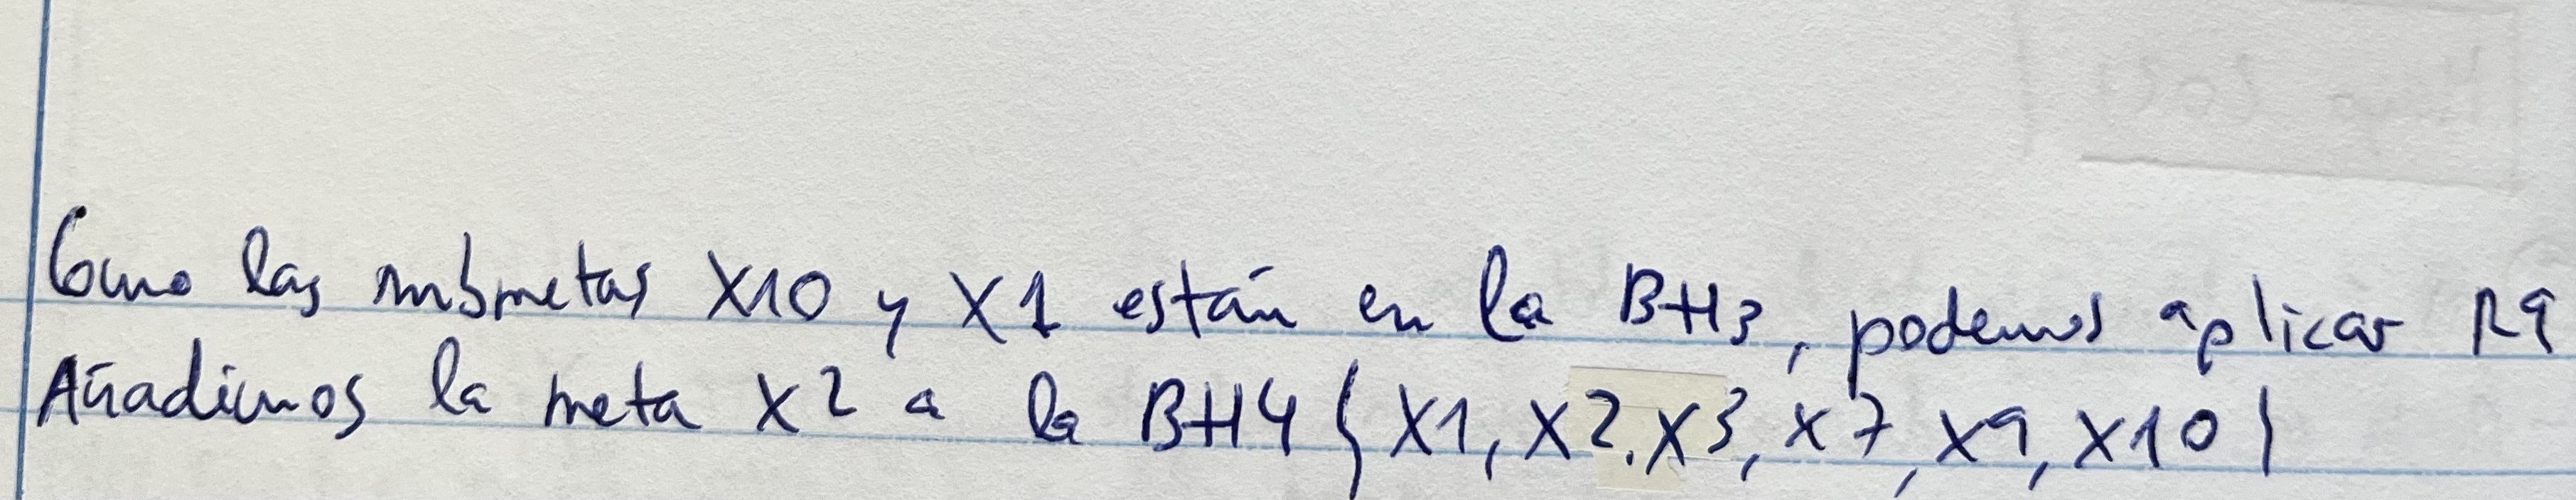 Como las submetas X10 y X1 están en la BH3, podemos aplicar R9
Añadimos la meta X2 a la BH4 {X1, X2, X3, X7, X9, X10}